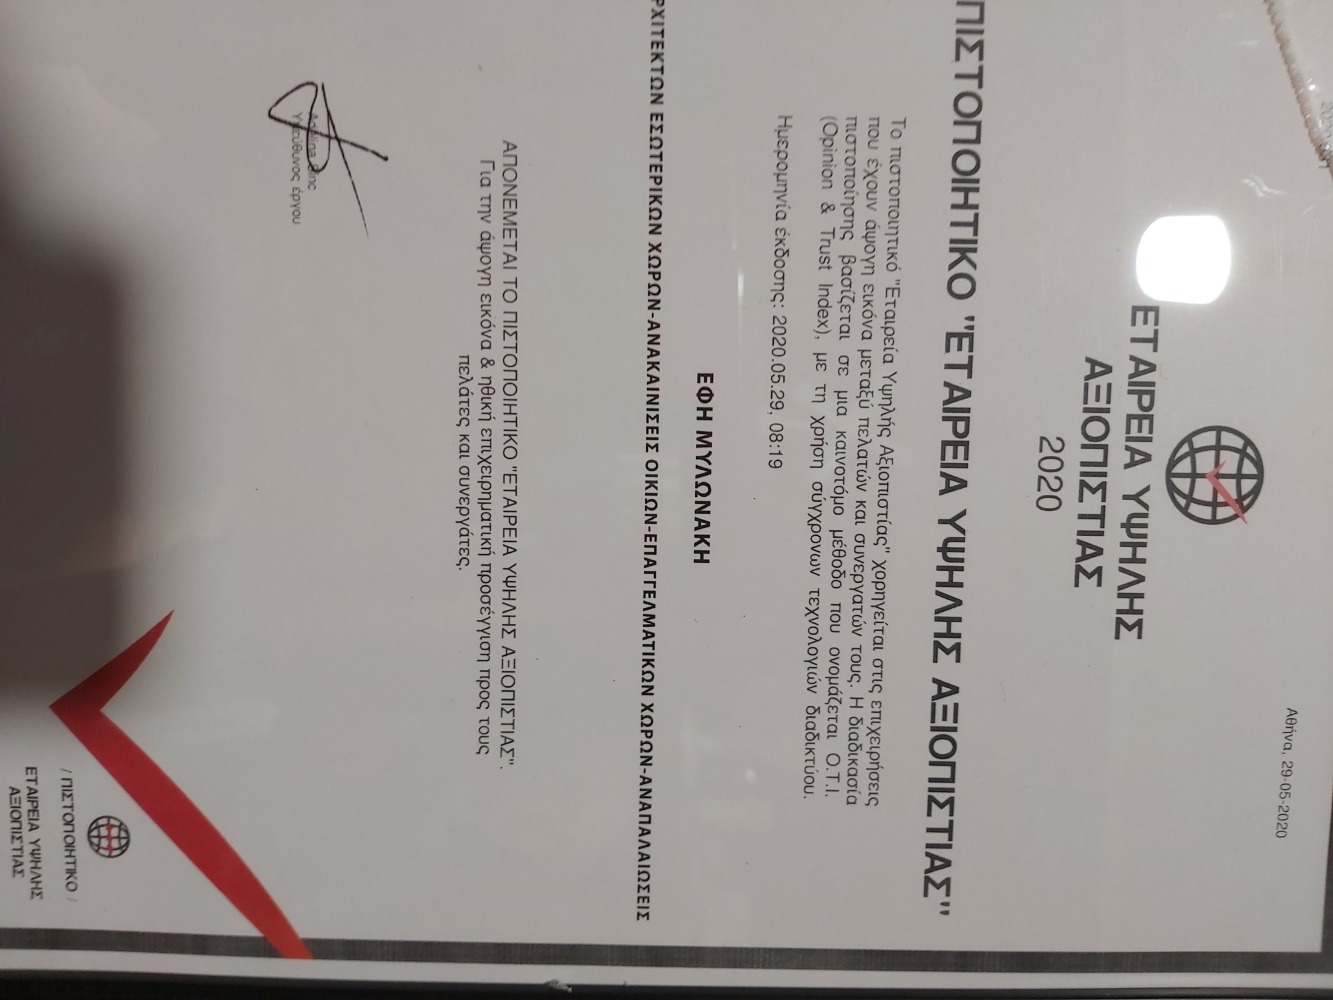 Αθήνα, 29-05-2020
ΕΤΑΙΡΕΙΑ ΥΨΗΛΗΣ
ΑΞΙΟΠΙΣΤΙΑΣ
2020
ΠΙΣΤΟΠΟΙΗΤΙΚΟ "ΕΤΑΙΡΕΙΑ ΥΨΗΛΗΣ ΑΞΙΟΠΙΣΤΙΑΣ"
Το πιστοποιητικό "Εταιρεία Υψηλής Αξιοπιστίας" χορηγείται στις επιχειρήσεις
που έχουν άψογη εικόνα μεταξύ πελατών και συνεργατών τους. Η διαδικασία
πιστοποίησης βασίζεται σε μια καινοτόμο μέθοδο που ονομάζεται Ο.Τ.Ι.
(Opinion & Trust Index), με τη χρήση σύγχρονων τεχνολογιών διαδικτύου.
Ημερομηνία έκδοσης: 2020.05.29, 08:19
ΕΦΗ ΜΥΛΩΝΑΚΗ
ΡΧΙΤΕΚΤΩΝ ΕΣΩΤΕΡΙΚΩΝ ΧΩΡΩΝ-ΑΝΑΚΑΙΝΙΣΕΙΣ ΟΙΚΙΩΝ-ΕΠΑΓΓΕΛΜΑΤΙΚΩΝ ΧΩΡΩΝ-ΑΝΑΠΑΛΑΙΩΣΕΙΣ
ΑΠΟΝΕΜΕΤΑΙ ΤΟ ΠΙΣΤΟΠΟΙΗΤΙΚΟ "ΕΤΑΙΡΕΙΑ ΥΨΗΛΗΣ ΑΞΙΟΠΙΣΤΙΑΣ".
Για την άψογη εικόνα & ηθική επιχειρηματική προσέγγιση προς τους
πελάτες και συνεργάτες.
Υπεύθυνος έργου
/ ΠΙΣΤΟΠΟΙΗΤΙΚΟ /
ΕΤΑΙΡΕΙΑ ΥΨΗΛΗΣ
ΑΞΙΟΠΙΣΤΙΑΣ